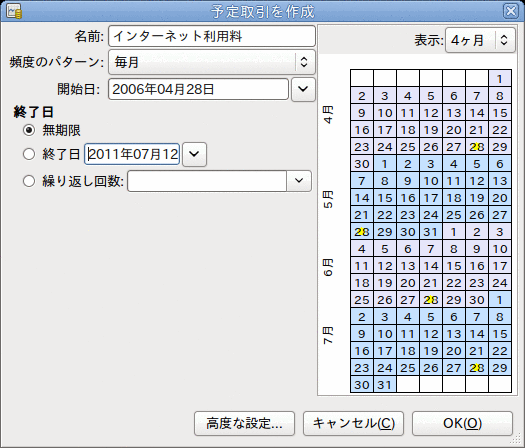 予定取引を作成
名前: インターネット利用料
頻度のパターン: 毎月
開始日: 2006年04月28日
終了日
無期限
終了日 2011年07月12
繰り返し回数:
表示: 4ヶ月
1
4月 2 3 4 5 6 7 8
9 10 11 12 13 14 15
16 17 18 19 20 21 22
23 24 25 26 27 28 29
30 1 2 3 4 5 6
5月 7 8 9 10 11 12 13
14 15 16 17 18 19 20
21 22 23 24 25 26 27
28 29 30 31 1 2 3
6月 4 5 6 7 8 9 10
11 12 13 14 15 16 17
18 19 20 21 22 23 24
25 26 27 28 29 30 1
7月 2 3 4 5 6 7 8
9 10 11 12 13 14 15
16 17 18 19 20 21 22
23 24 25 26 27 28 29
30 31
高度な設定... キャンセル(C) OK(O)